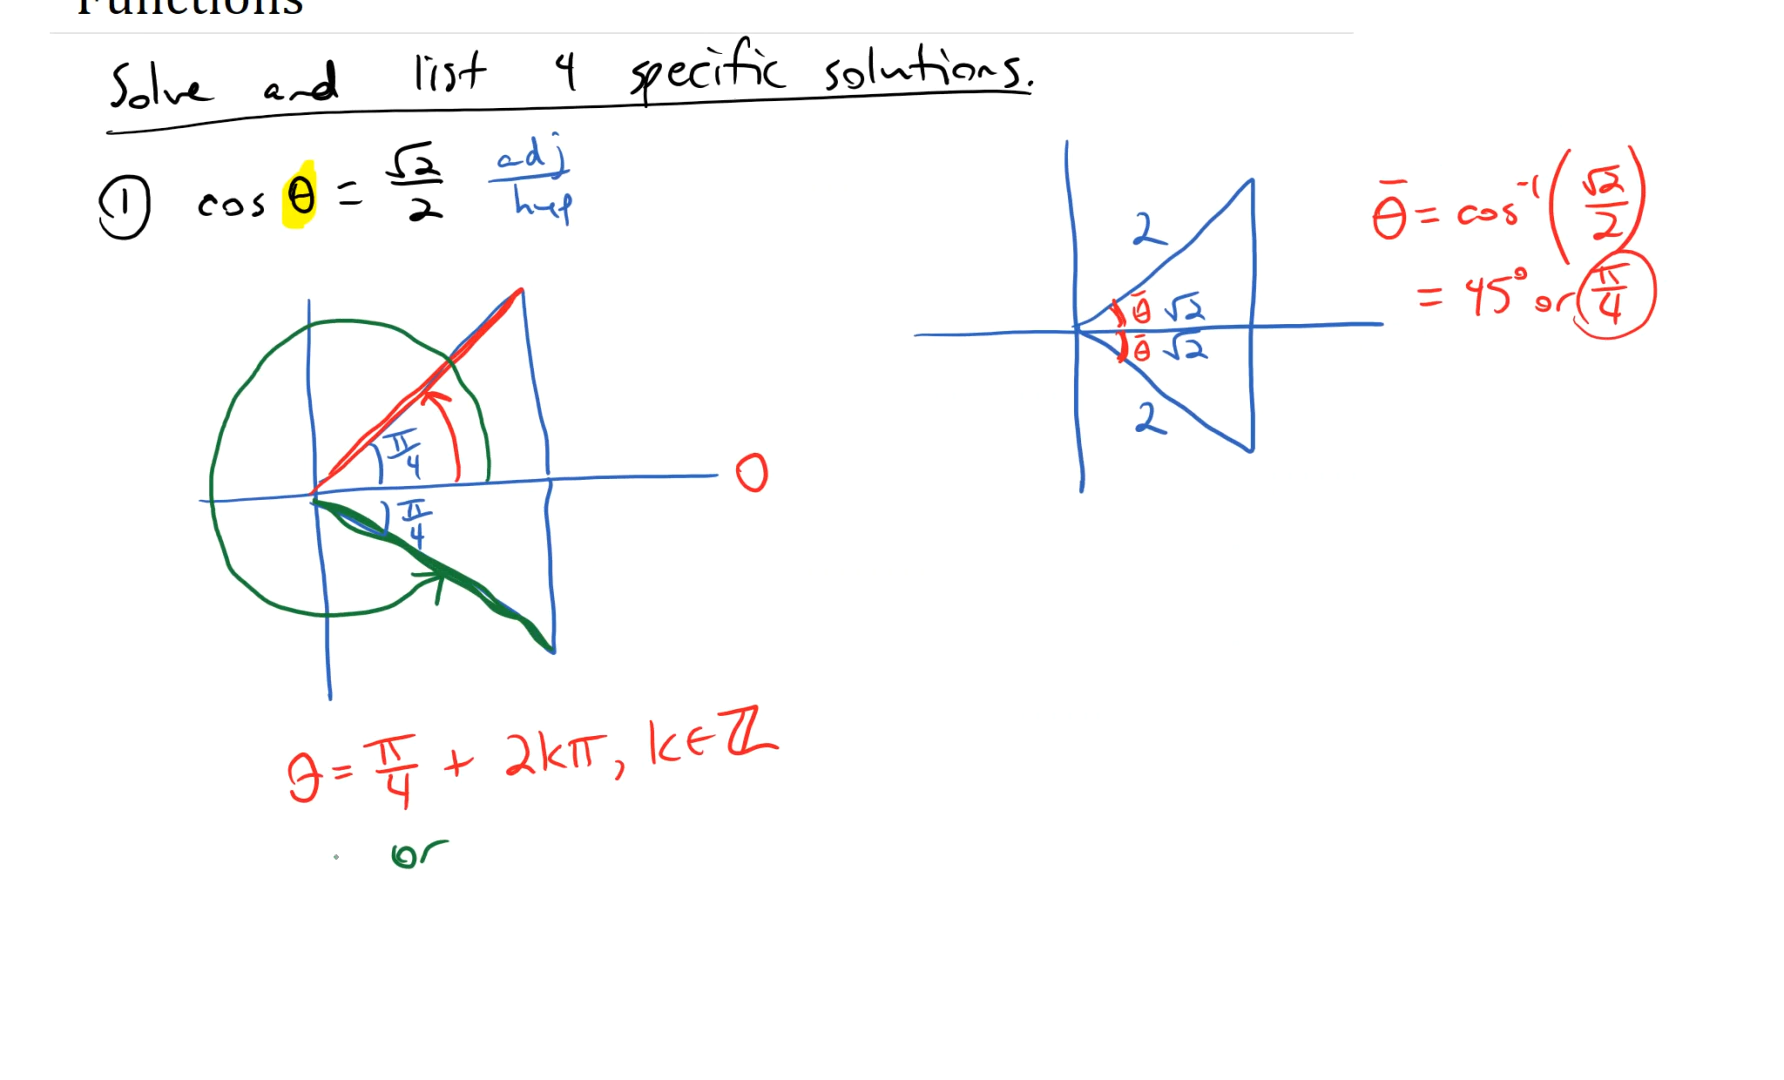 Functions
Solve and list 4 specific solutions.
① cos θ = √2/2 adj/hyp
π/4
π/4
0
θ = π/4 + 2kπ, k∈ℤ
or
2
θ̄ √2
θ̄ √2
2
θ̄ = cos⁻¹(√2/2)
= 45° or π/4